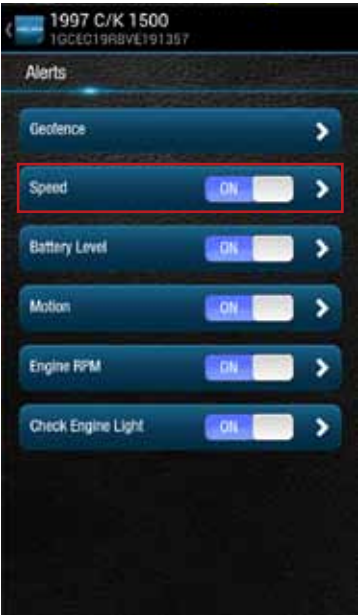 1997 C/K 1500
1GCEC19R8VE191357
Alerts
Geofence
Speed ON
Battery Level ON
Motion ON
Engine RPM ON
Check Engine Light ON